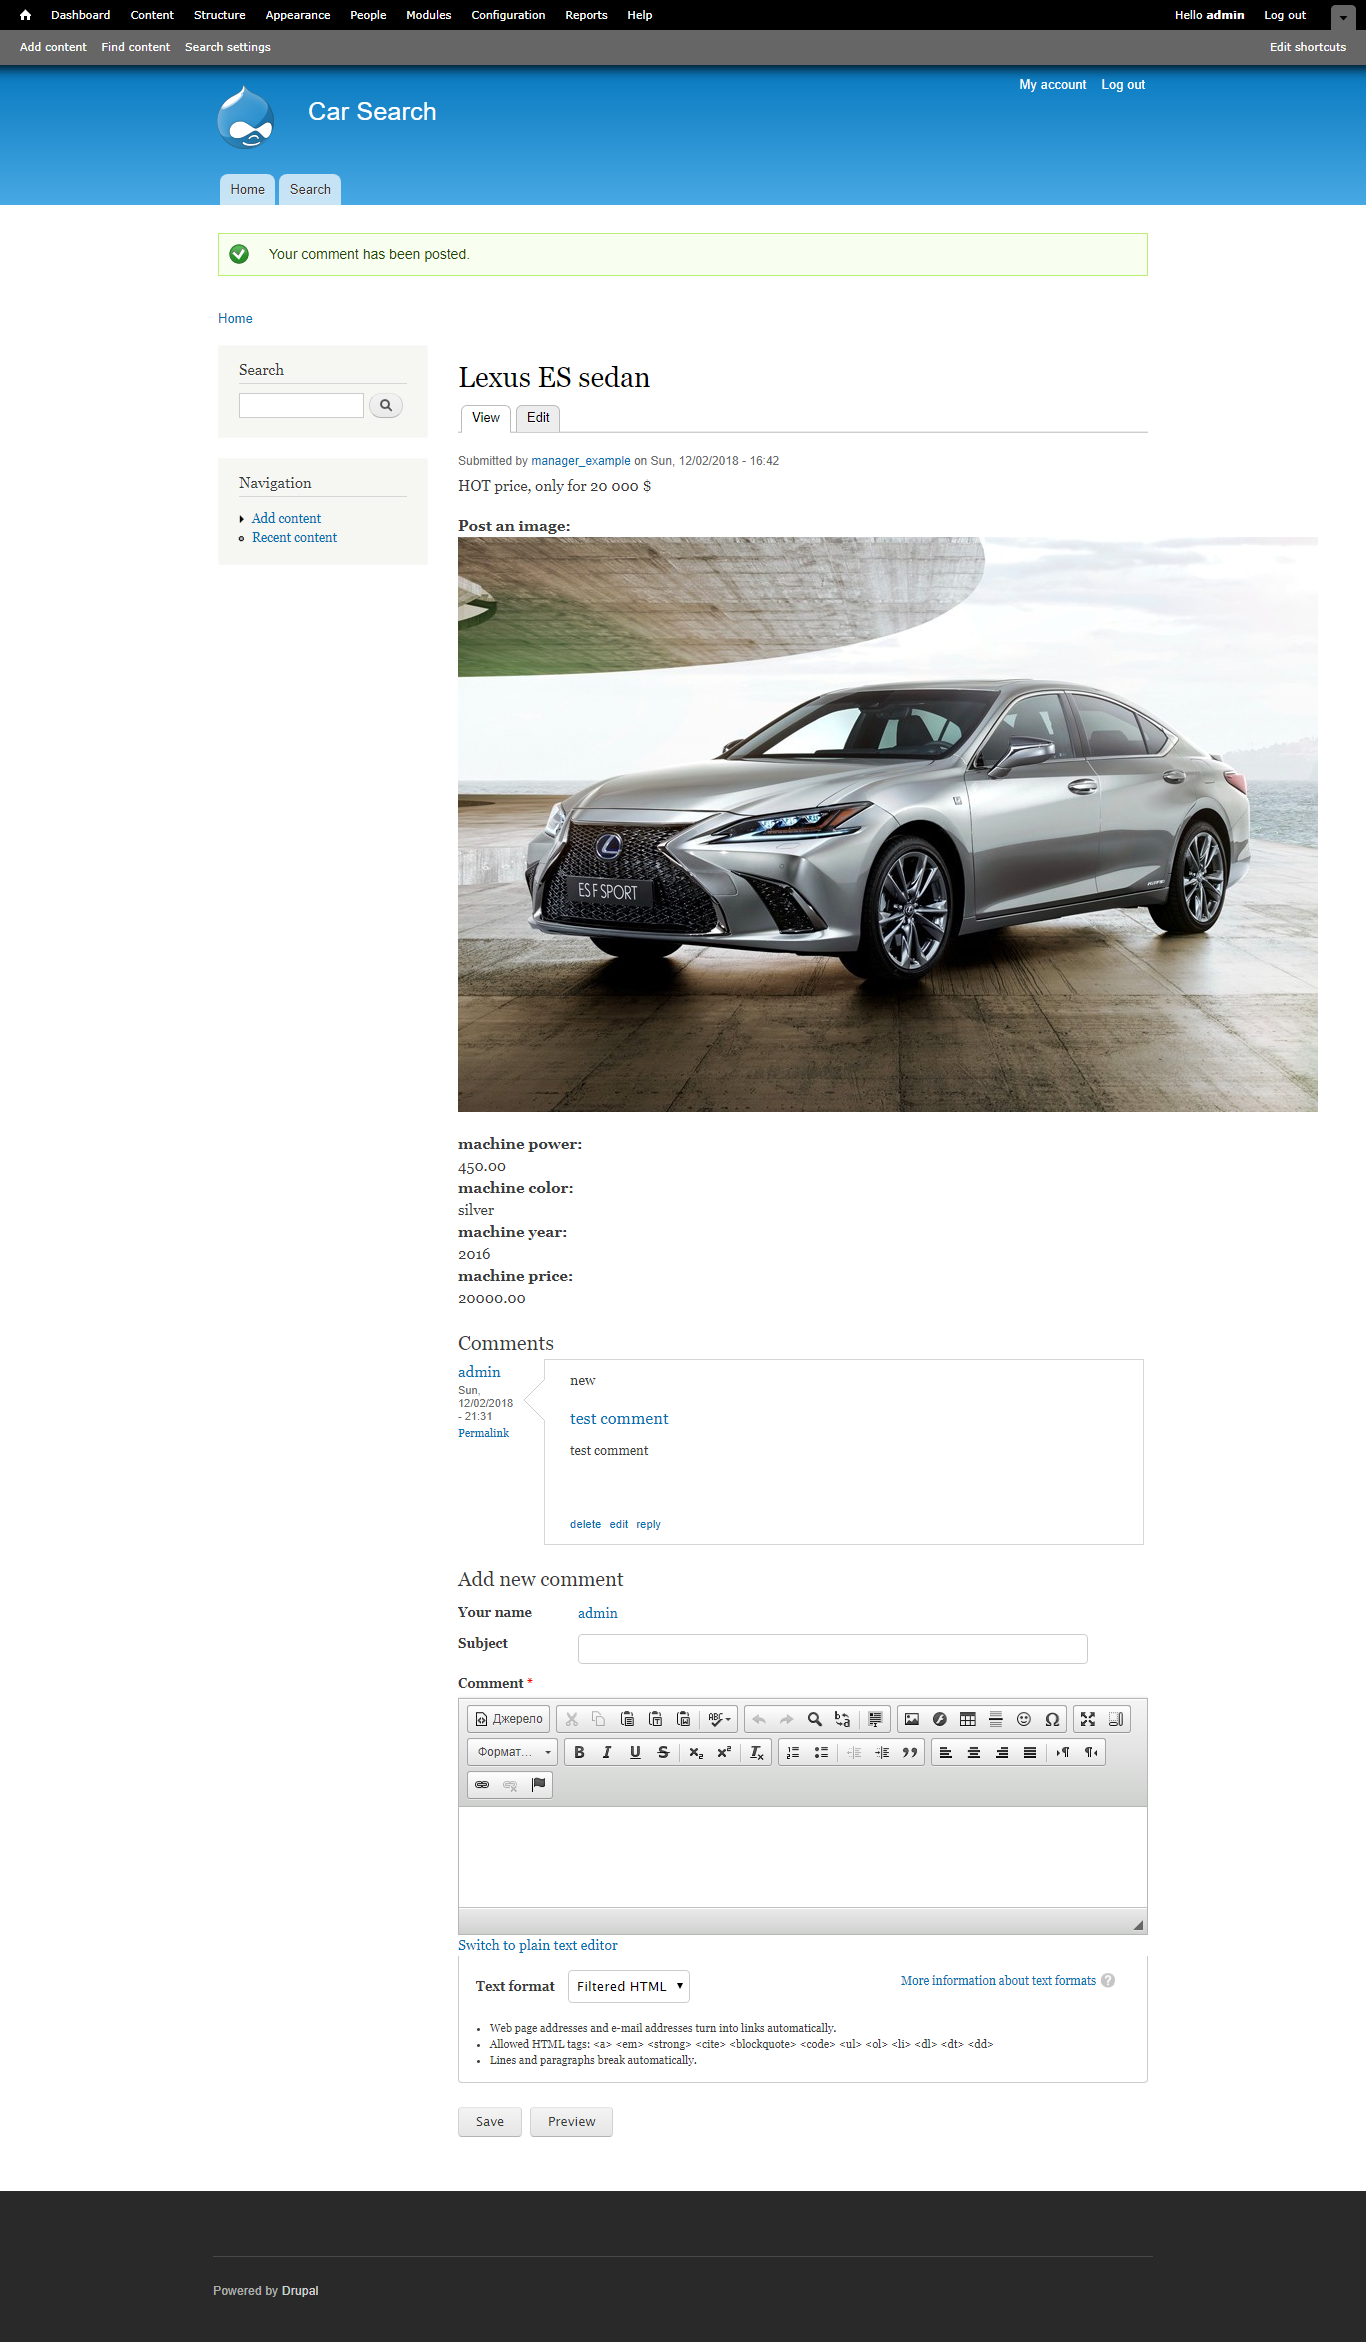 Dashboard Content Structure Appearance People Modules Configuration Reports Help Hello admin Log out
Add content Find content Search settings Edit shortcuts
My account Log out
Car Search
Home Search
Your comment has been posted.
Home
Search
Navigation
Add content
Recent content
Lexus ES sedan
View Edit
Submitted by manager_example on Sun, 12/02/2018 - 16:42
HOT price, only for 20 000 $
Post an image:
ES F SPORT
machine power:
450.00
machine color:
silver
machine year:
2016
machine price:
20000.00
Comments
admin
Sun,
12/02/2018
- 21:31
Permalink
new
test comment
test comment
delete edit reply
Add new comment
Your name admin
Subject
Comment *
Джерело
Формат...
Switch to plain text editor
Text format Filtered HTML More information about text formats
Web page addresses and e-mail addresses turn into links automatically.
Allowed HTML tags: <a> <em> <strong> <cite> <blockquote> <code> <ul> <ol> <li> <dl> <dt> <dd>
Lines and paragraphs break automatically.
Save Preview
Powered by Drupal